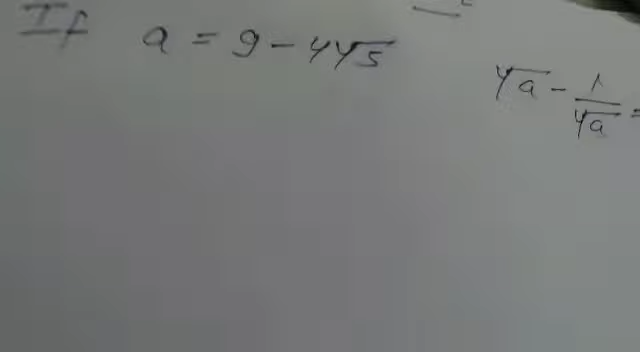 If a = 9 - 4√5
√a - 1/√a =